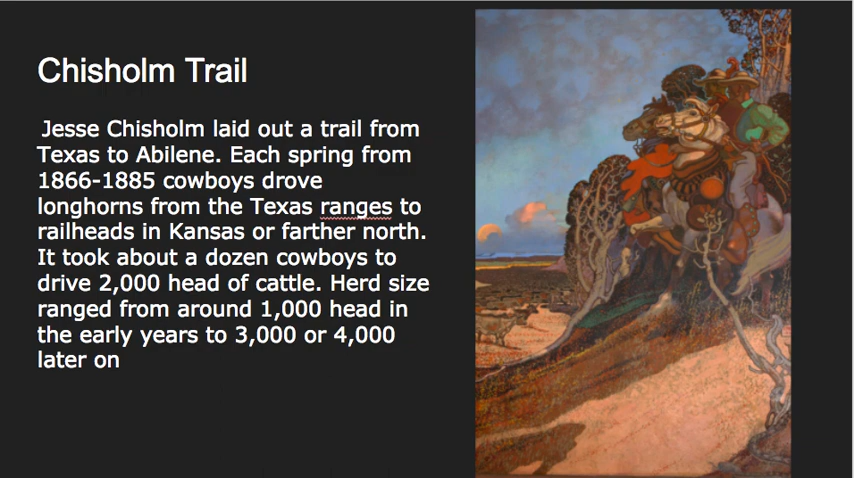 Chisholm Trail
Jesse Chisholm laid out a trail from
Texas to Abilene. Each spring from
1866-1885 cowboys drove
longhorns from the Texas ranges to
railheads in Kansas or farther north.
It took about a dozen cowboys to
drive 2,000 head of cattle. Herd size
ranged from around 1,000 head in
the early years to 3,000 or 4,000
later on